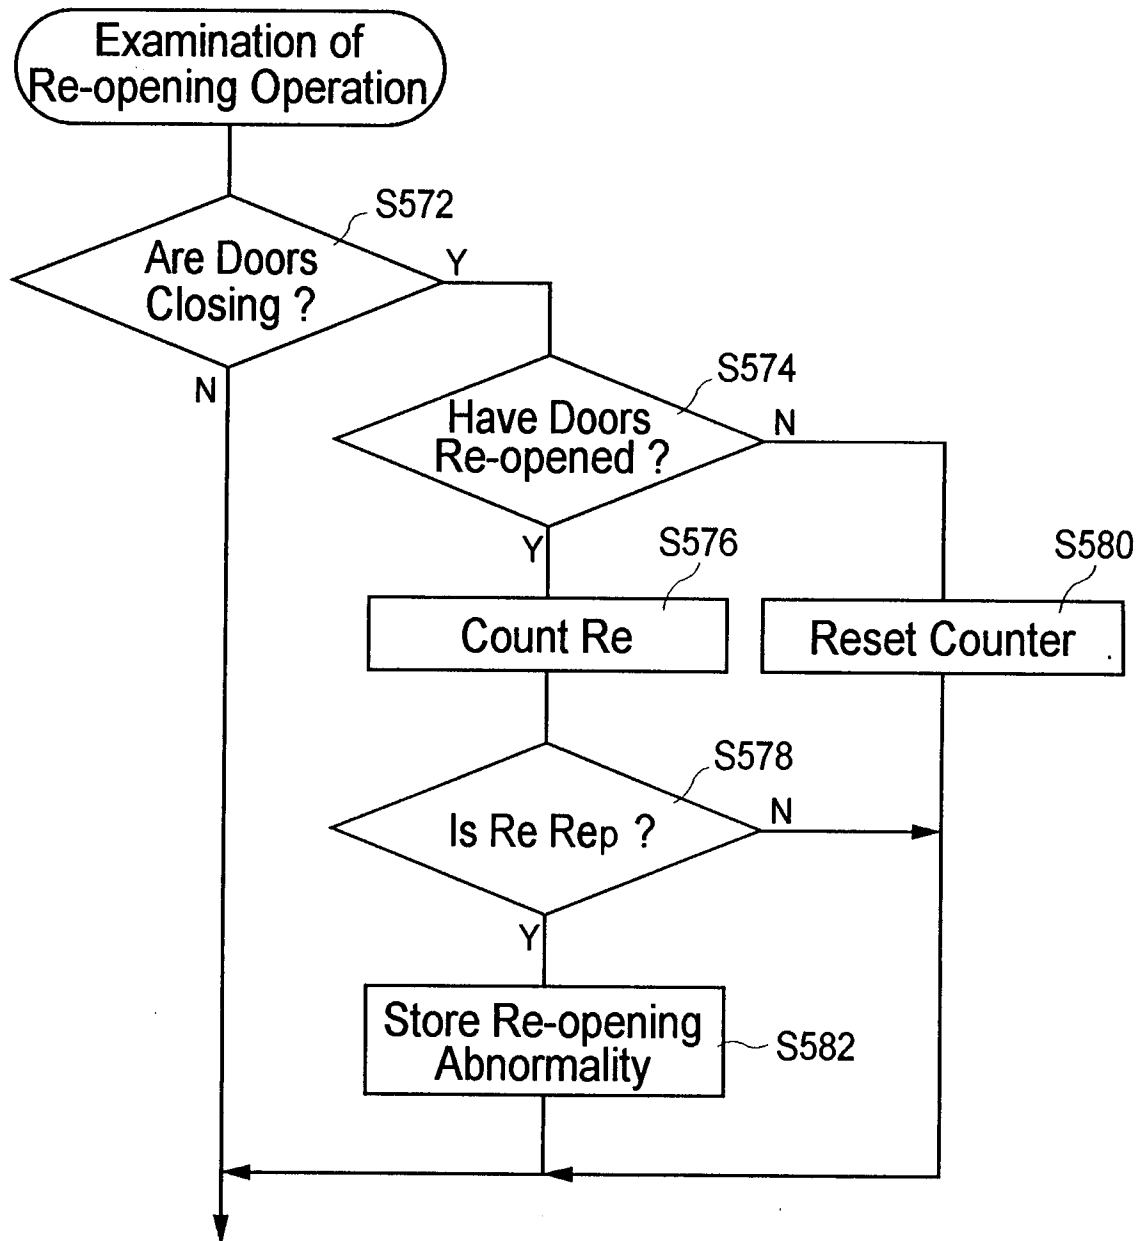 Examination of
Re-opening Operation
S572
Are Doors
Closing ?
Y
N
S574
Have Doors
Re-opened ?
N
Y
S576
Count Re
S580
Reset Counter
S578
Is Re Rep ?
N
Y
Store Re-opening
Abnormality
S582